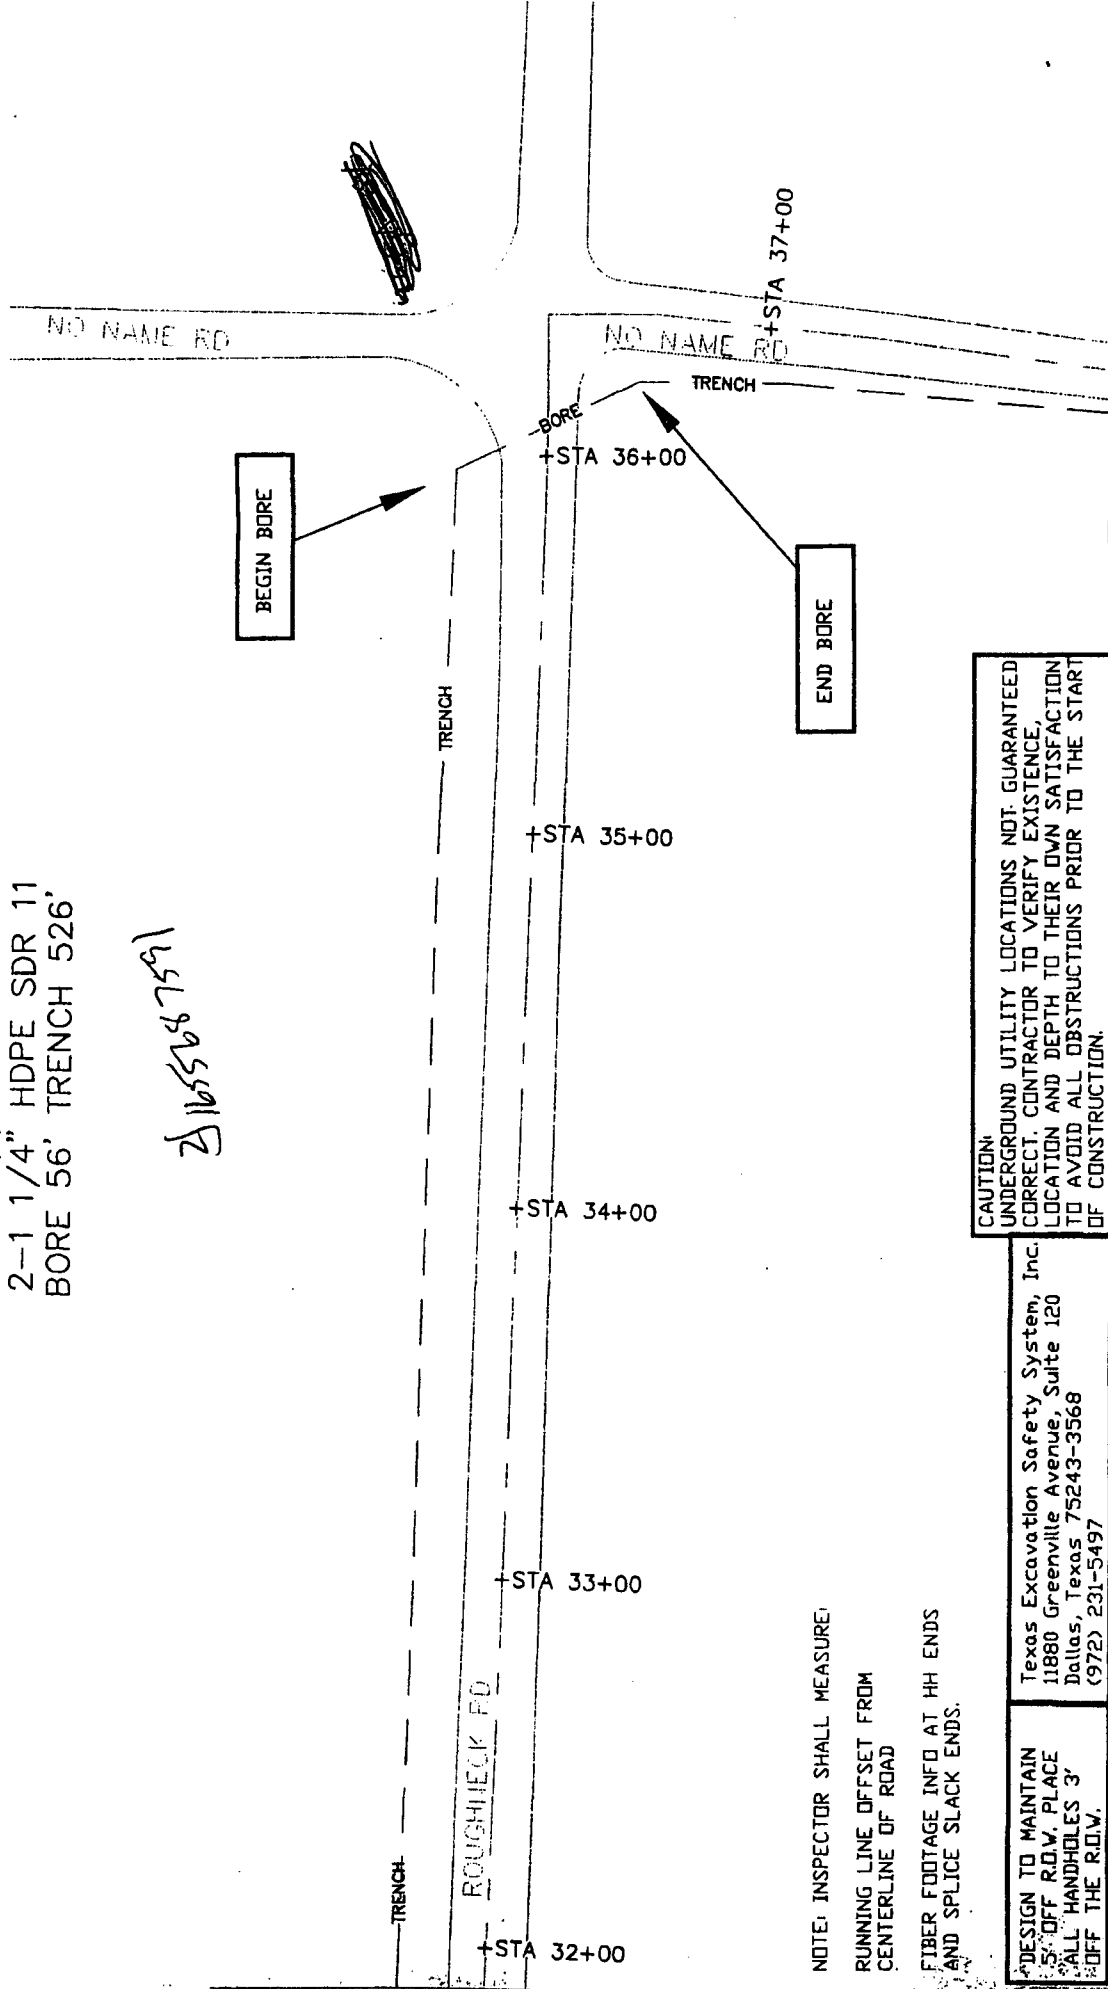 2-1 1/4" HDPE SDR 11
BORE 56' TRENCH 526'
NO NAME RD
BEGIN BORE
BORE
NO NAME RD
TRENCH
+STA 37+00
+STA 36+00
TRENCH
END BORE
+STA 35+00
+STA 34+00
+STA 33+00
ROUGHNECK RD
TRENCH
+STA 32+00
NOTE: INSPECTOR SHALL MEASURE:
RUNNING LINE OFFSET FROM
CENTERLINE OF ROAD
FIBER FOOTAGE INFO AT HH ENDS
AND SPLICE SLACK ENDS.
DESIGN TO MAINTAIN
5' OFF R.O.W. PLACE
ALL HANDHOLES 3'
OFF THE R.O.W.
Texas Excavation Safety System, Inc.
11880 Greenville Avenue, Suite 120
Dallas, Texas 75243-3568
(972) 231-5497
CAUTION:
UNDERGROUND UTILITY LOCATIONS NOT GUARANTEED
CORRECT. CONTRACTOR TO VERIFY EXISTENCE,
LOCATION AND DEPTH TO THEIR OWN SATISFACTION
TO AVOID ALL OBSTRUCTIONS PRIOR TO THE START
OF CONSTRUCTION.